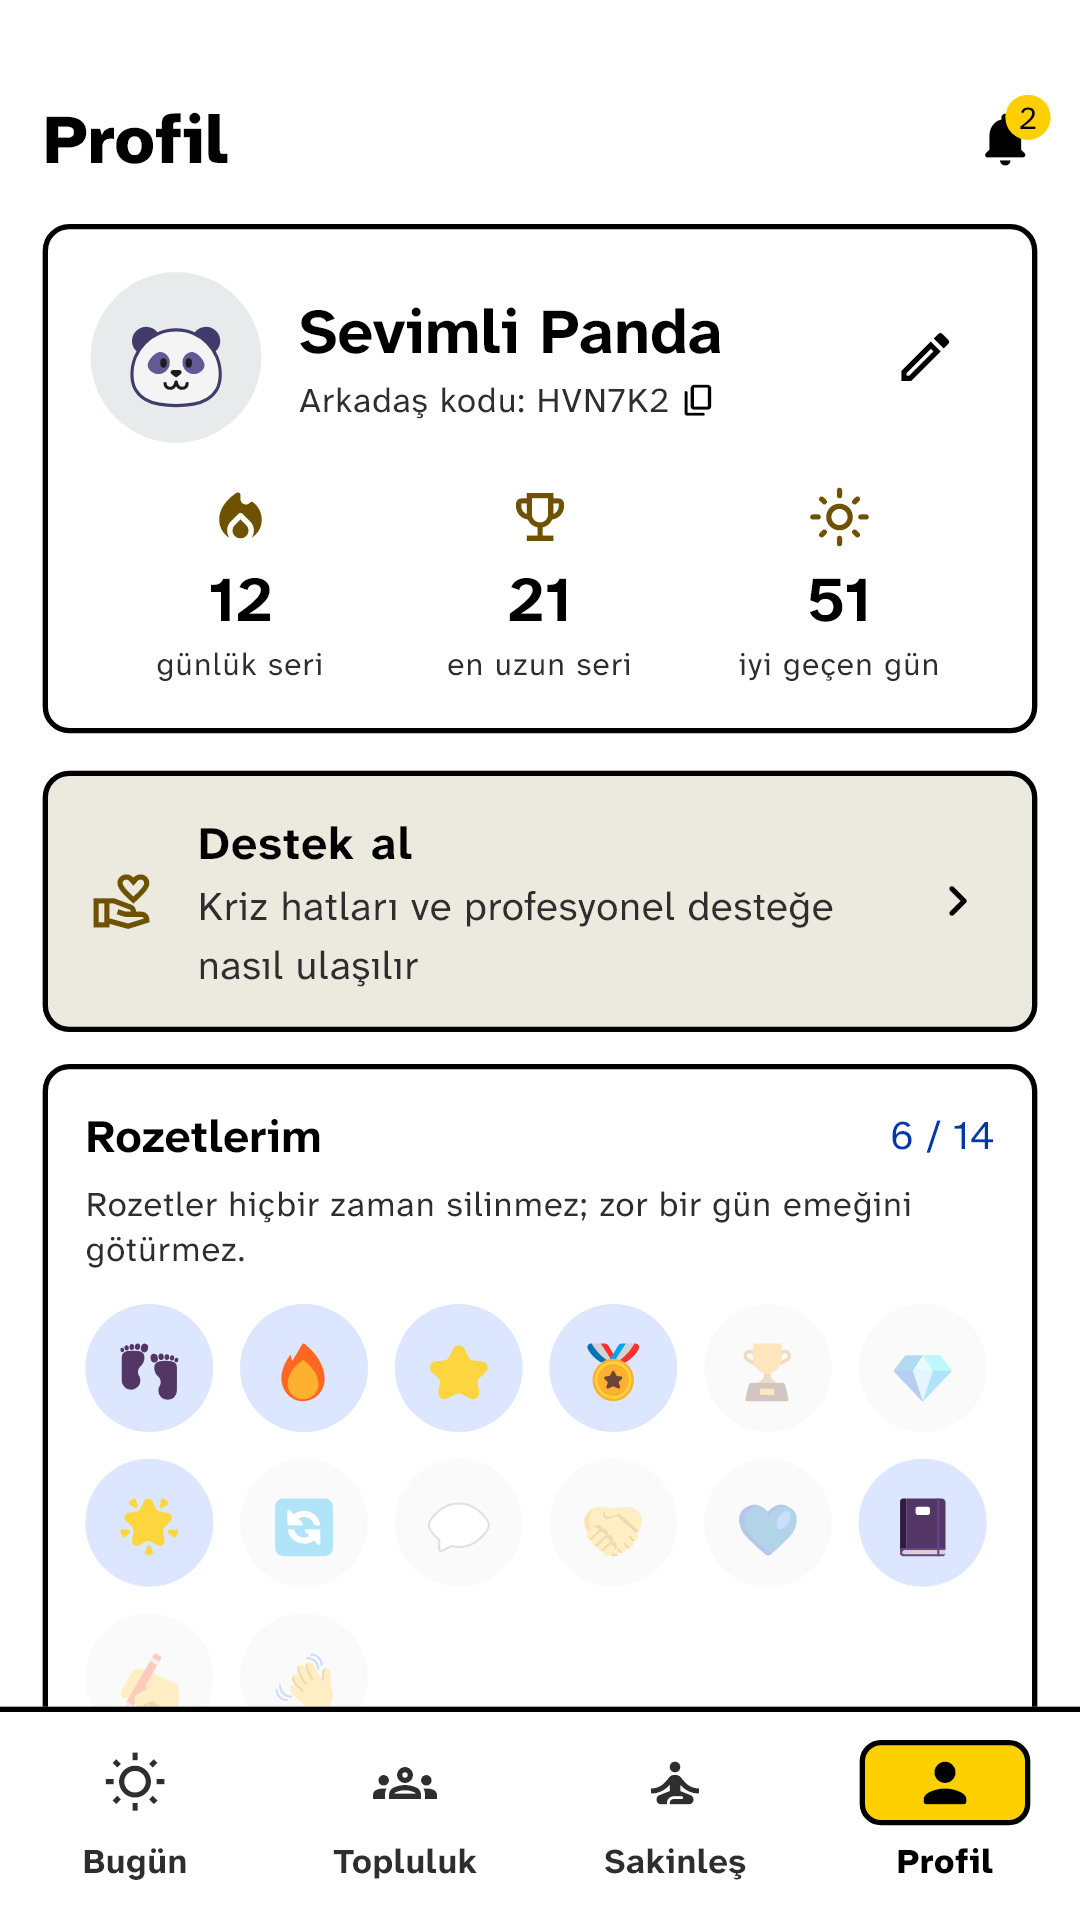 Profil
2
Sevimli Panda
Arkadaş kodu: HVN7K2
12
21
51
günlük seri
en uzun seri
iyi geçen gün
Destek al
Kriz hatları ve profesyonel desteğe
nasıl ulaşılır
Rozetlerim
6 / 14
Rozetler hiçbir zaman silinmez; zor bir gün emeğini
götürmez.
Bugün
Topluluk
Sakinleş
Profil